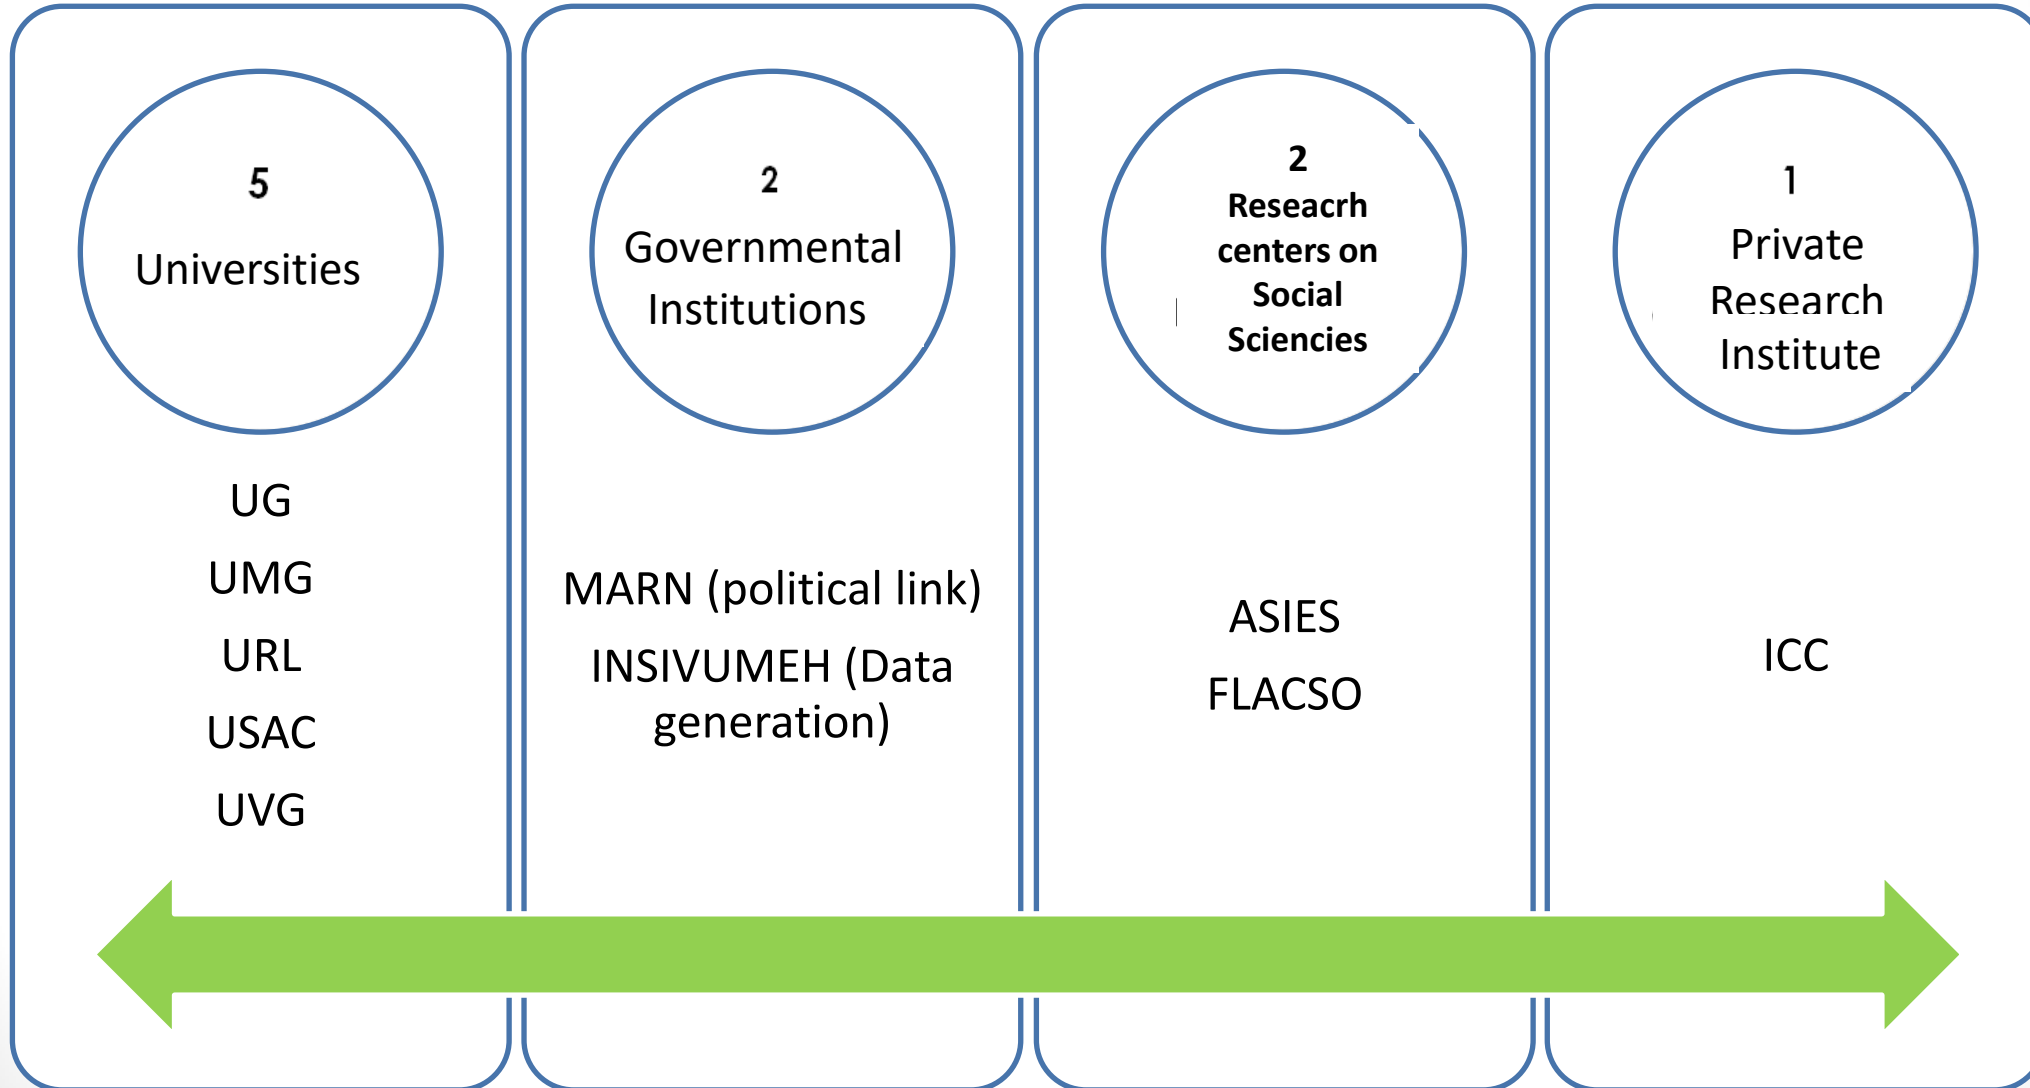 5
Universities
UG
UMG
URL
USAC
UVG
2
Governmental
Institutions
MARN (political link)
INSIVUMEH (Data
generation)
2
Reseacrh
centers on
Social
Sciencies
ASIES
FLACSO
1
Private
Research
Institute
ICC